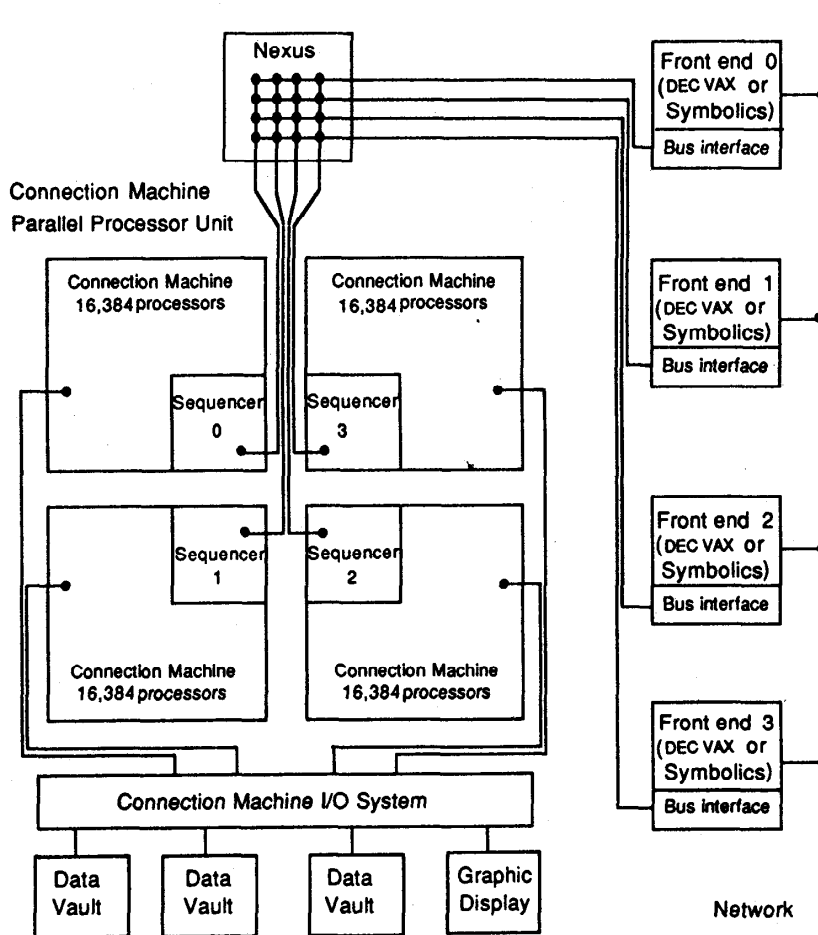 Nexus
Front end 0
(DEC VAX or
Symbolics)
Bus interface
Connection Machine
Parallel Processor Unit
Connection Machine
16,384 processors
Connection Machine
16,384 processors
Front end 1
(DEC VAX or
Symbolics)
Bus interface
Sequencer
0
Sequencer
3
Sequencer
1
Sequencer
2
Front end 2
(DEC VAX or
Symbolics)
Bus interface
Connection Machine
16,384 processors
Connection Machine
16,384 processors
Front end 3
(DEC VAX or
Symbolics)
Bus interface
Connection Machine I/O System
Data
Vault
Data
Vault
Data
Vault
Graphic
Display
Network